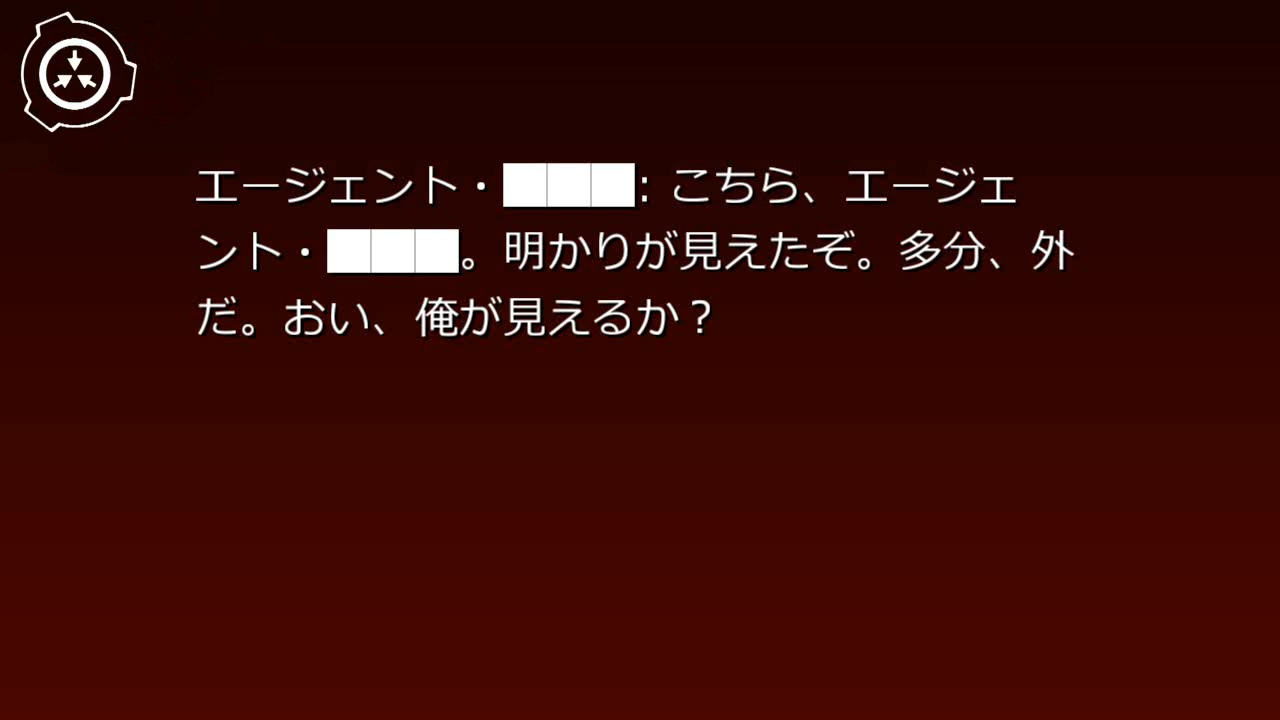 エージェント・███: こちら、エージェ
ント・███。明かりが見えたぞ。多分、外
だ。おい、俺が見えるか？